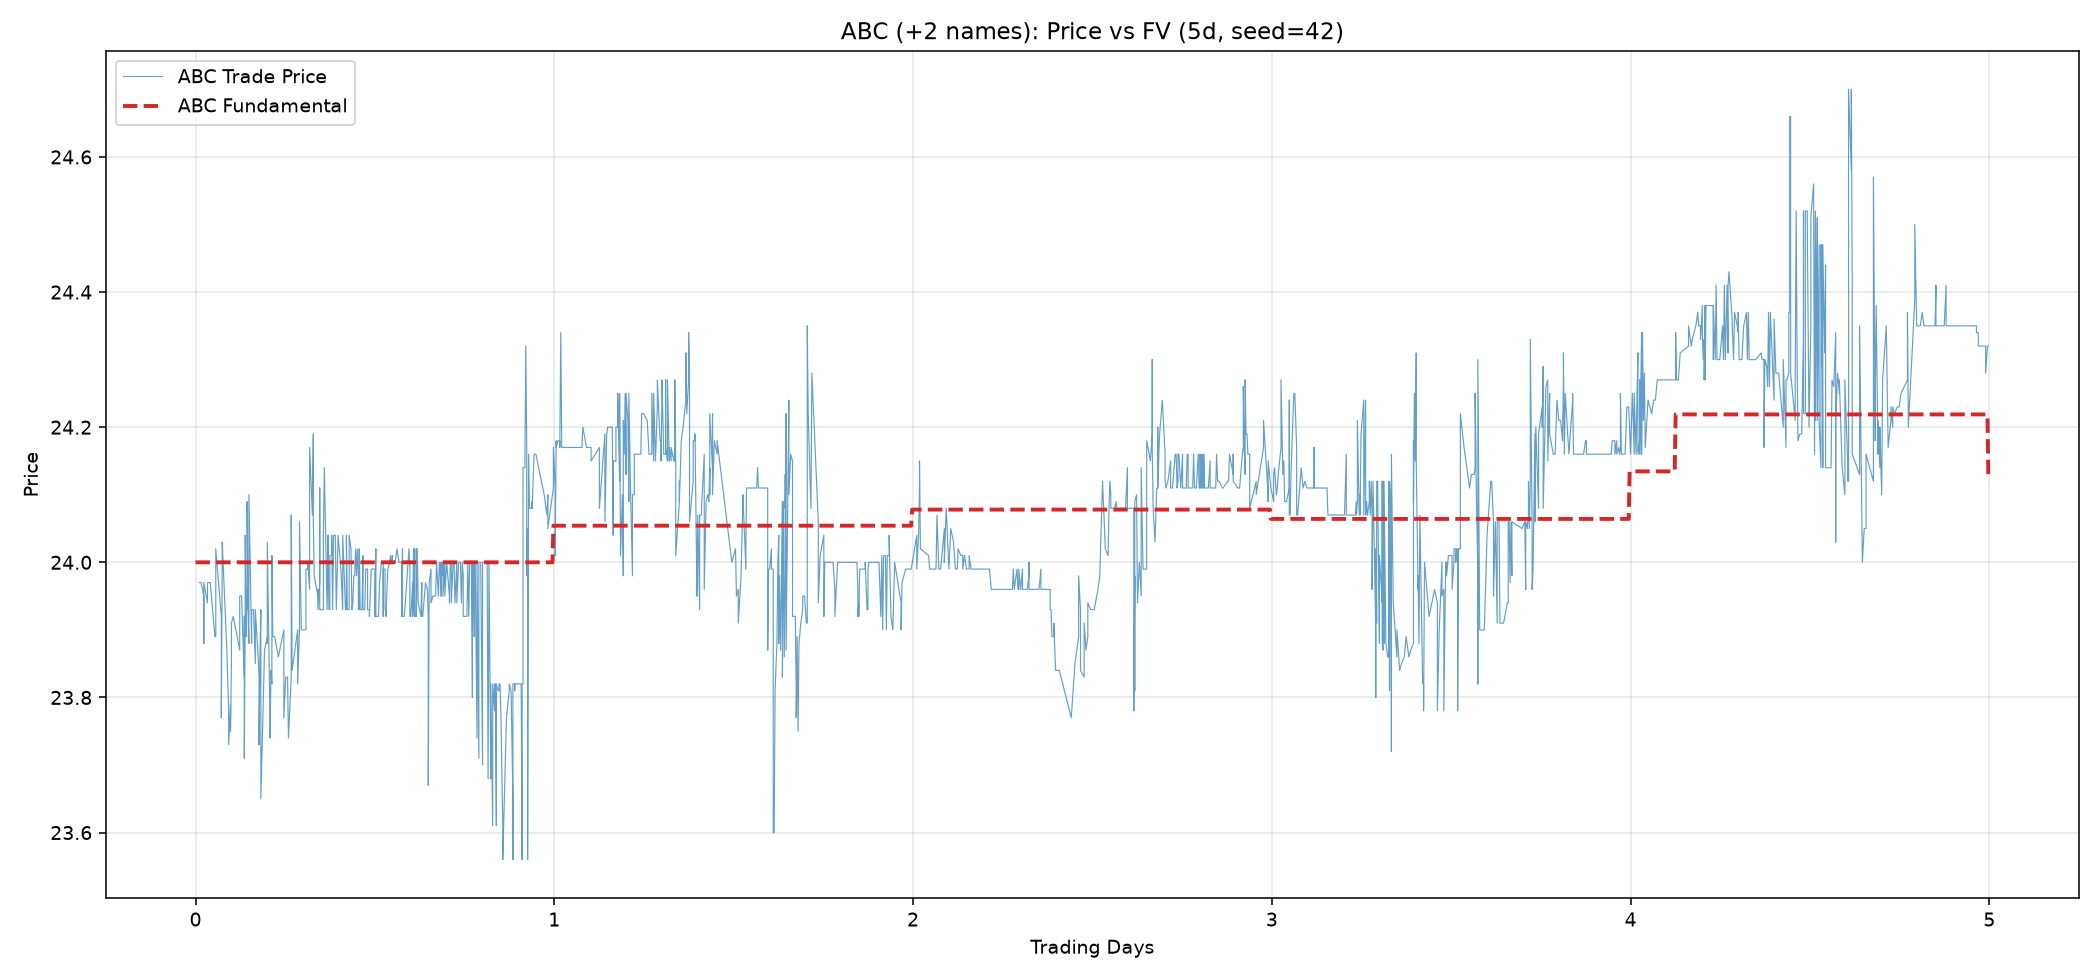 ABC (+2 names): Price vs FV (5d, seed=42)
ABC Trade Price
ABC Fundamental
Price
24.6
24.4
24.2
24.0
23.8
23.6
0 1 2 3 4 5
Trading Days